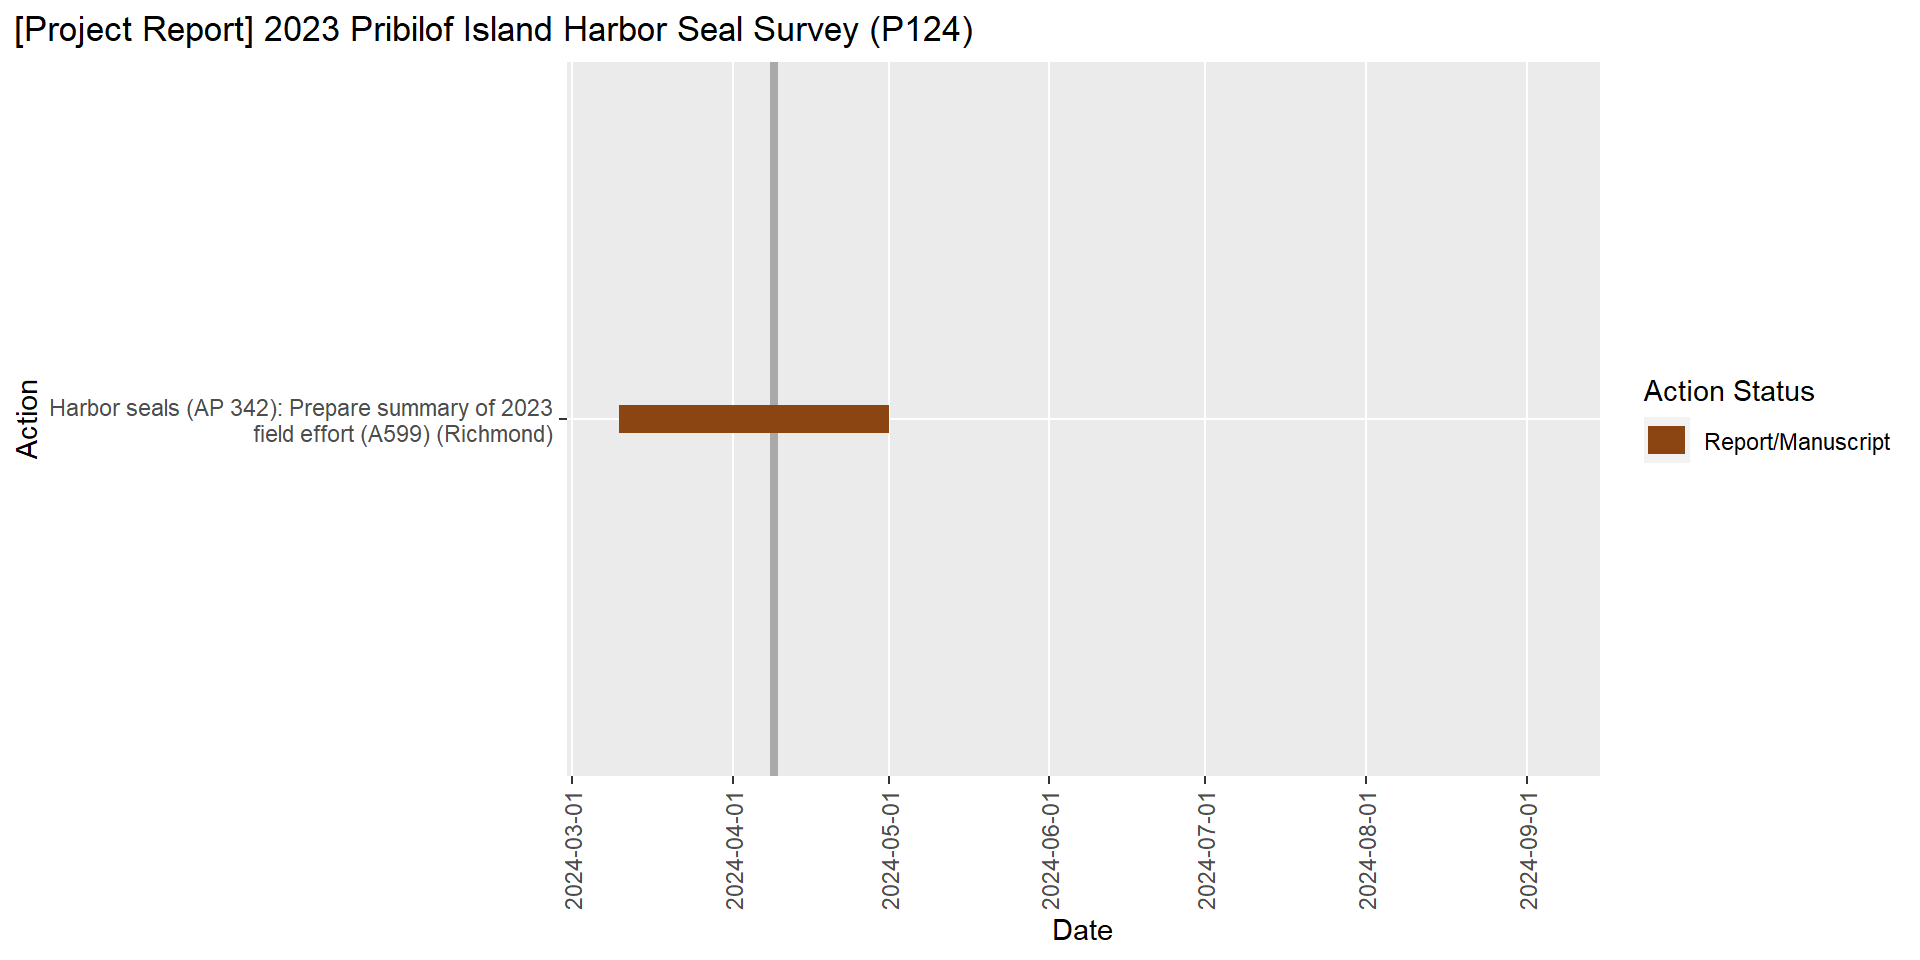 [Project Report] 2023 Pribilof Island Harbor Seal Survey (P124)
Action
Harbor seals (AP 342): Prepare summary of 2023
field effort (A599) (Richmond)
Action Status
Report/Manuscript
2024-03-01
2024-04-01
2024-05-01
2024-06-01
2024-07-01
2024-08-01
2024-09-01
Date